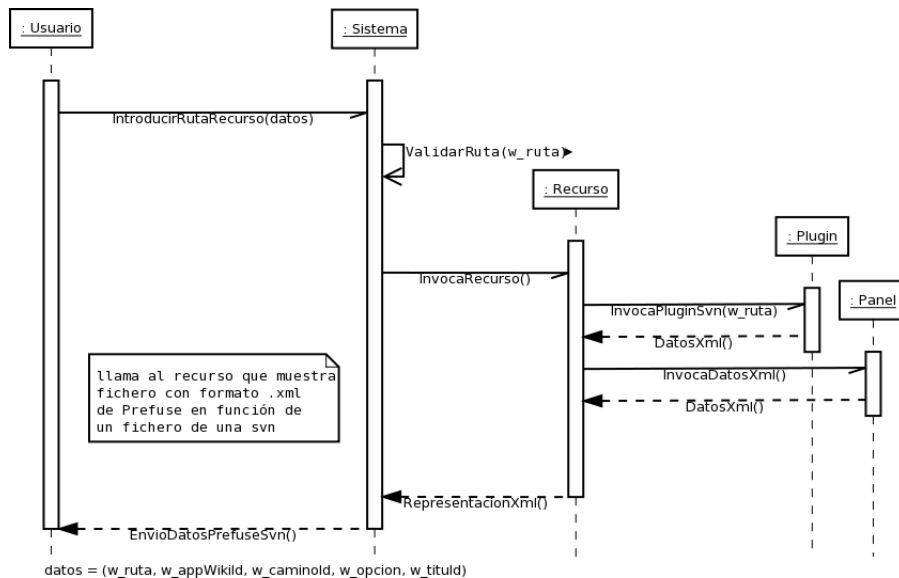 : Usuario
: Sistema
IntroducirRutaRecurso(datos)
ValidarRuta(w_ruta)
: Recurso
: Plugin
InvocaRecurso()
: Panel
InvocaPluginSvn(w_ruta)
DatosXml()
llama al recurso que muestra
fichero con formato .xml
de Prefuse en función de
un fichero de una svn
InvocaDatosXml()
DatosXml()
RepresentacionXml()
EnvioDatosPrefuseSvn()
datos = (w_ruta, w_appWikiId, w_caminoId, w_opcion, w_tituId)